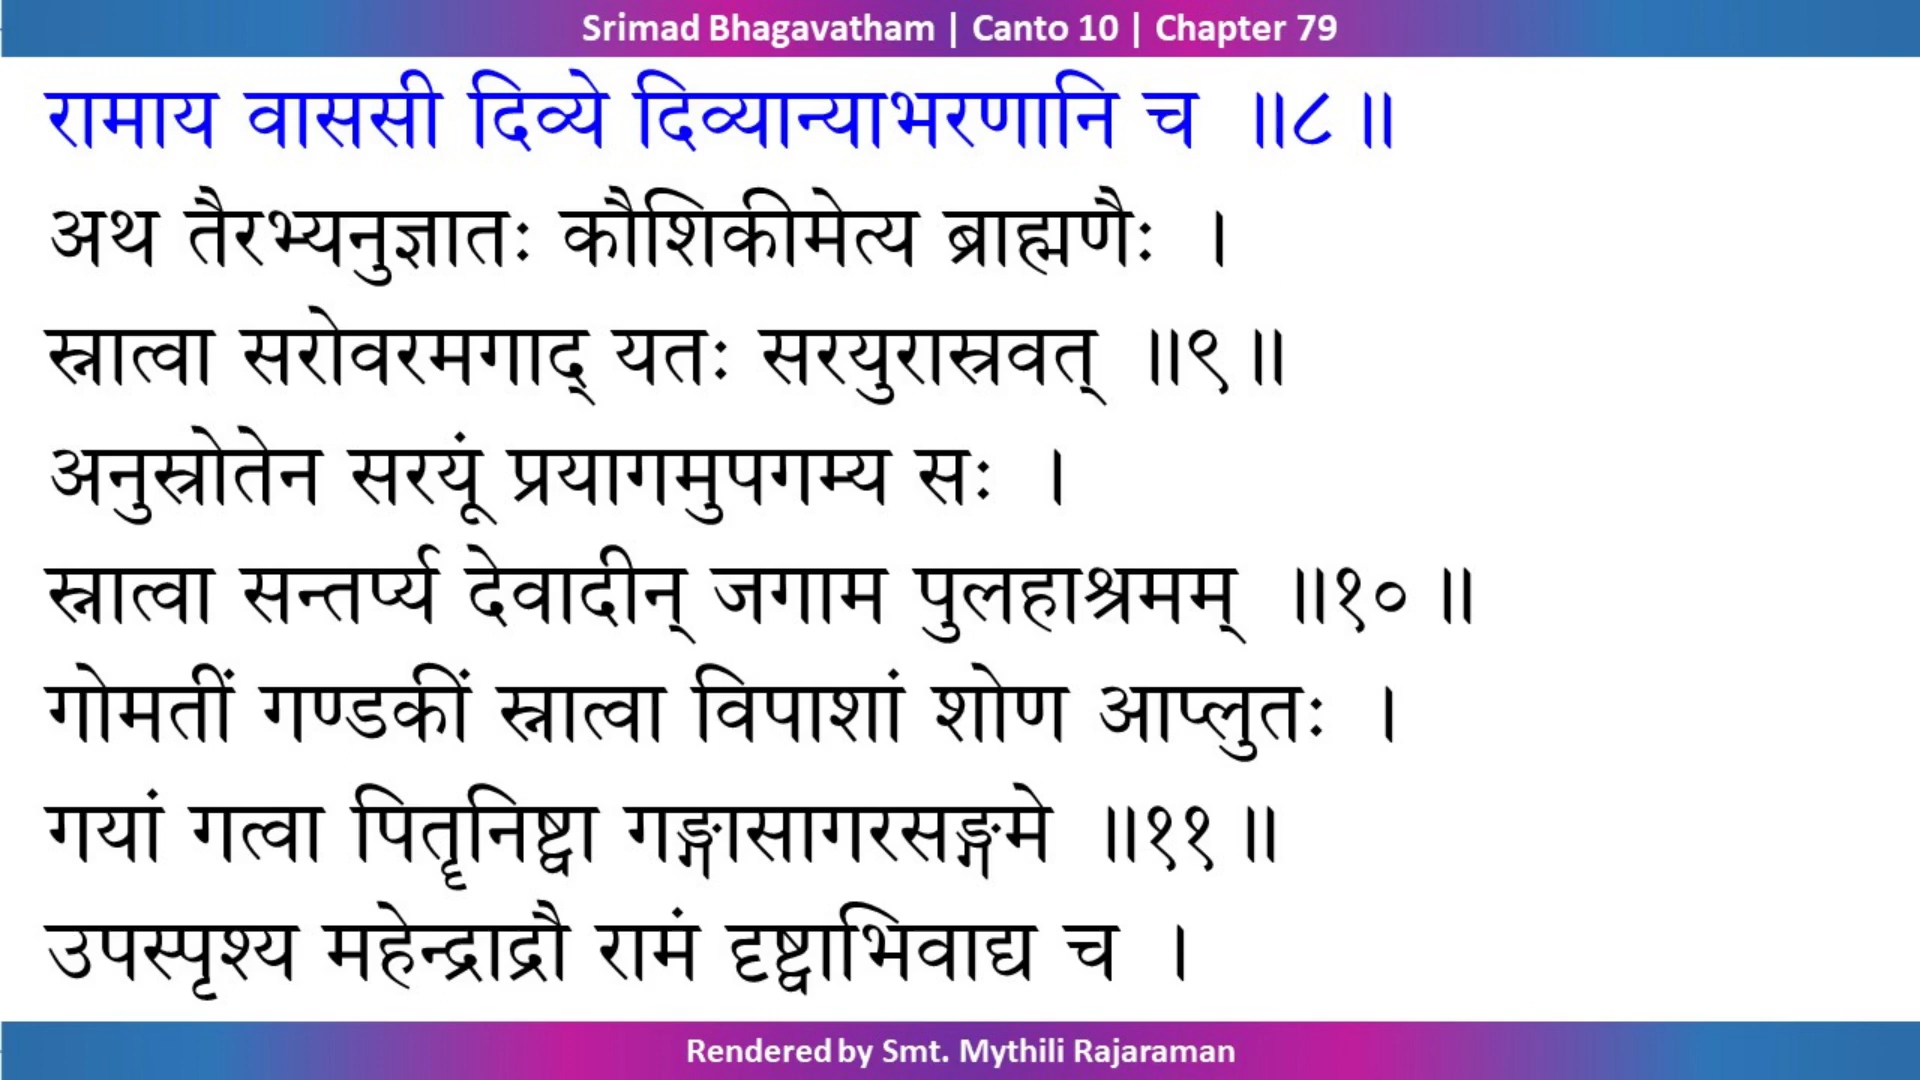 Srimad Bhagavatham | Canto 10 | Chapter 79
रामाय वाससी दिव्ये दिव्यान्याभरणानि च ॥८॥
अथ तैरभ्यनुज्ञातः कौशिकीमेत्य ब्राह्मणैः ।
स्नात्वा सरोवरमगाद् यतः सरयुरास्रवत् ॥९॥
अनुस्रोतेन सरयूं प्रयागमुपगम्य सः ।
स्नात्वा सन्तर्प्य देवादीन् जगाम पुलहाश्रमम् ॥१०॥
गोमतीं गण्डकीं स्नात्वा विपाशां शोण आप्लुतः ।
गयां गत्वा पितॄनिष्ट्वा गङ्गासागरसङ्गमे ॥११॥
उपस्पृश्य महेन्द्राद्रौ रामं दृष्ट्वाभिवाद्य च ।
Rendered by Smt. Mythili Rajaraman